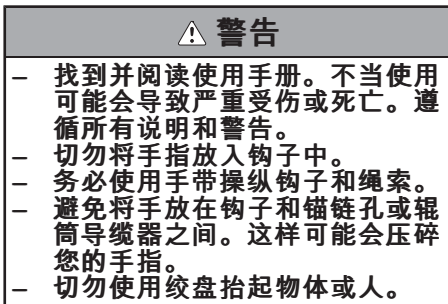 警告
– 找到并阅读使用手册。不当使用
可能会导致严重受伤或死亡。遵
循所有说明和警告。
– 切勿将手指放入钩子中。
– 务必使用手带操纵钩子和绳索。
– 避免将手放在钩子和锚链孔或辊
筒导缆器之间。这样可能会压碎
您的手指。
– 切勿使用绞盘抬起物体或人。